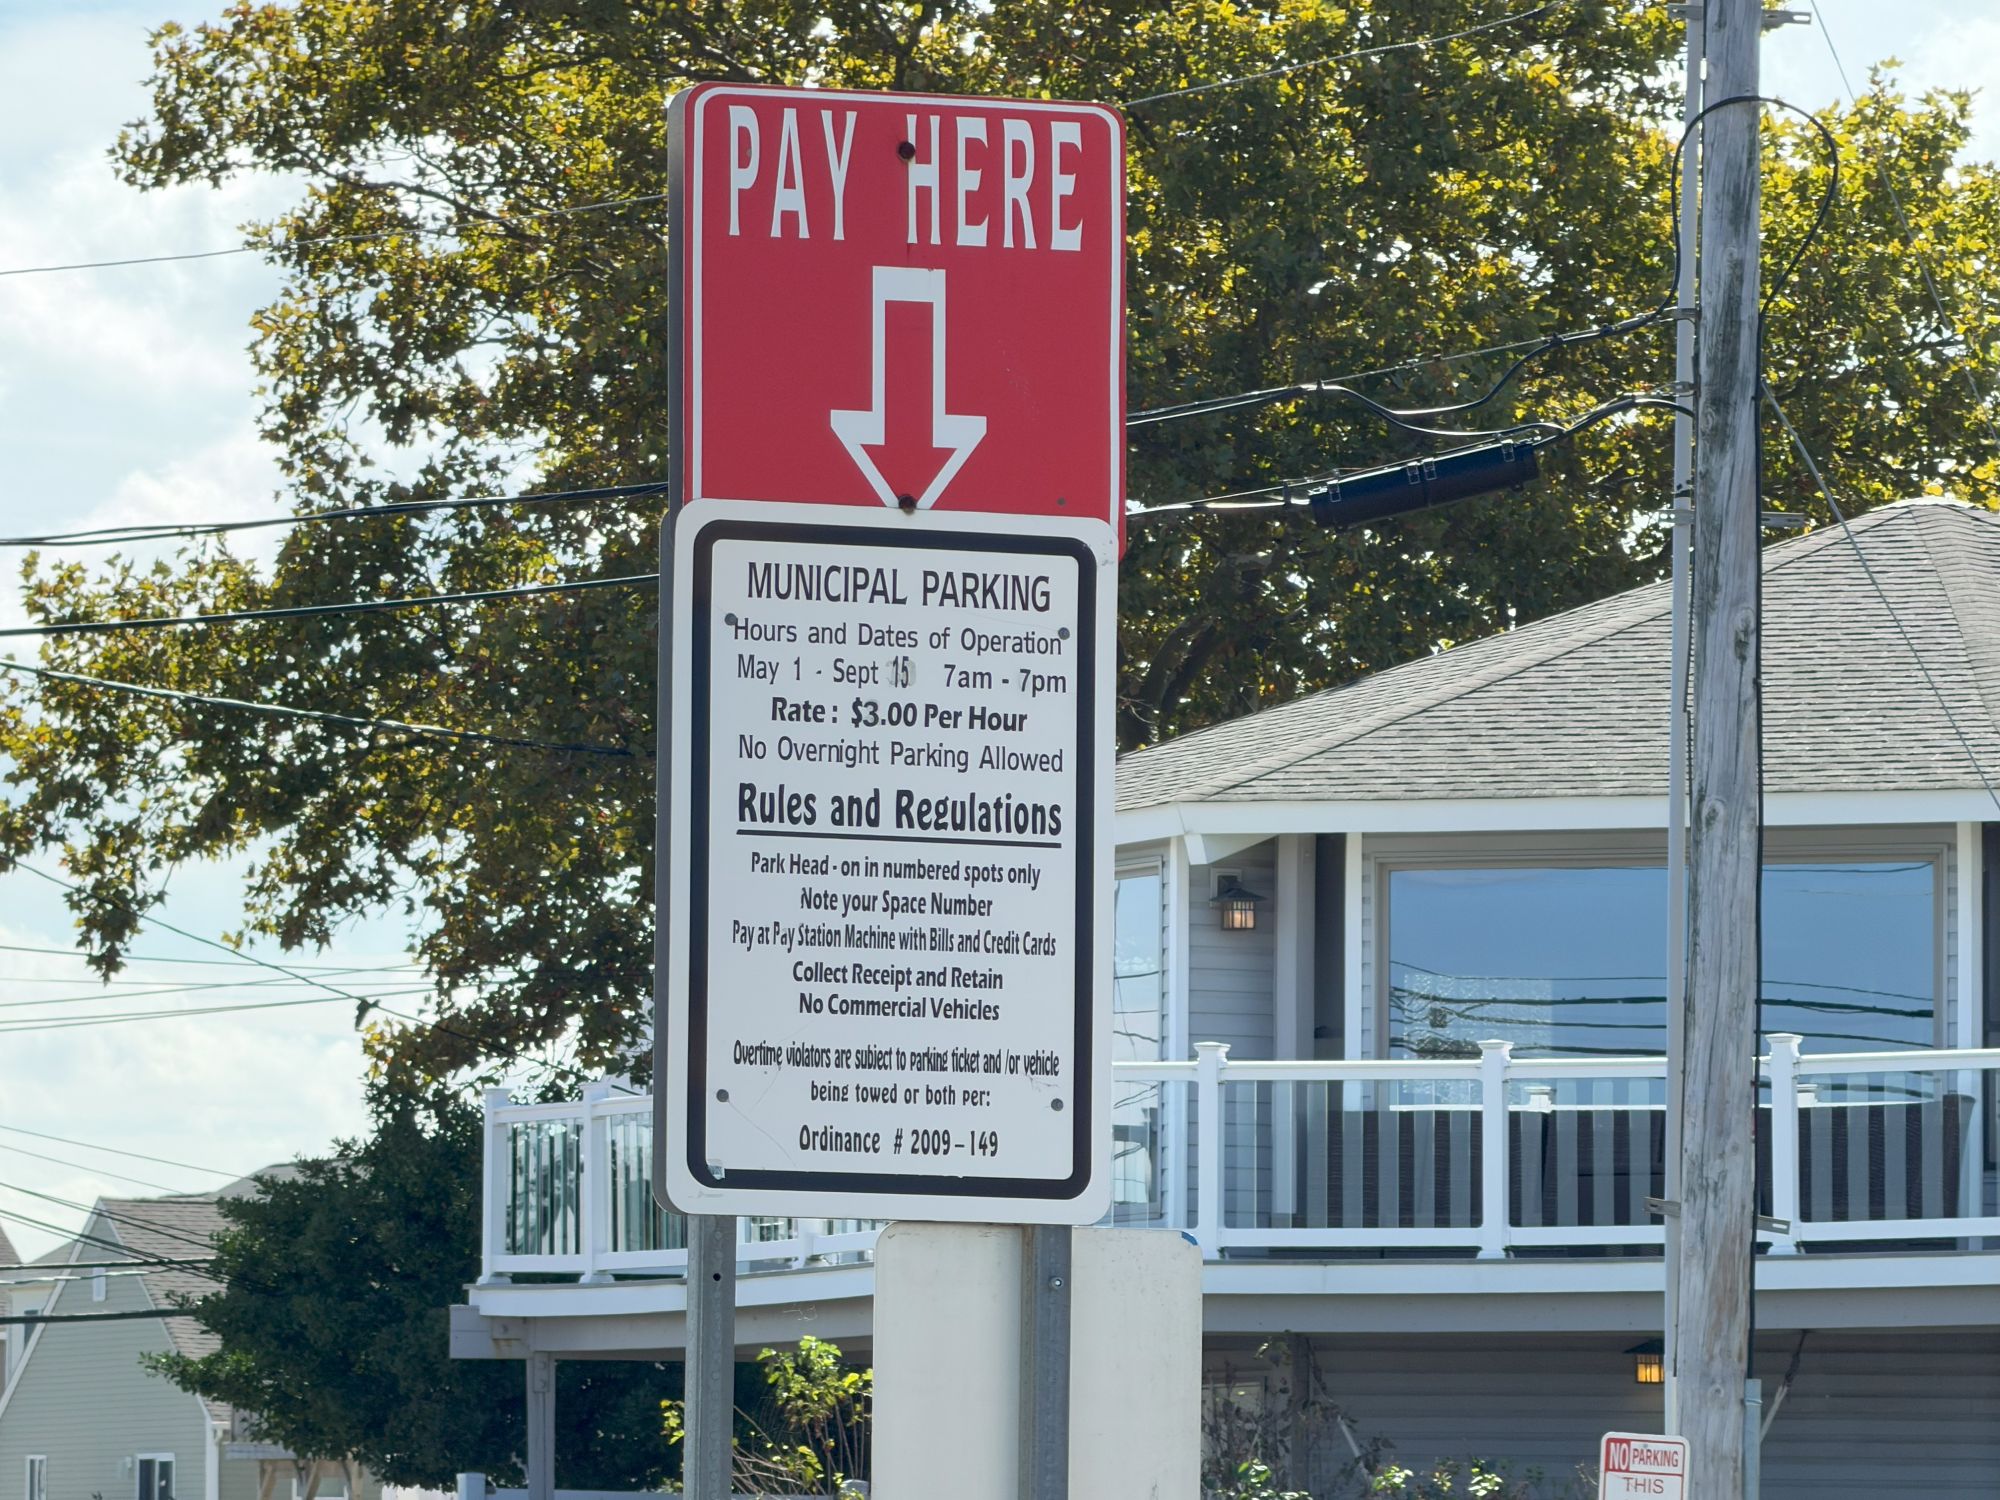 PAY HERE
MUNICIPAL PARKING
Hours and Dates of Operation
May 1 - Sept 15 7am - 7pm
Rate: $3.00 Per Hour
No Overnight Parking Allowed
Rules and Regulations
Park Head-on in numbered spots only
Note your Space Number
Pay at Pay Station Machine with Bills and Credit Cards
Collect Receipt and Retain
No Commercial Vehicles
Overtime violators are subject to parking ticket and /or vehicle
being towed or both per:
Ordinance # 2009-149
NO PARKING
THIS